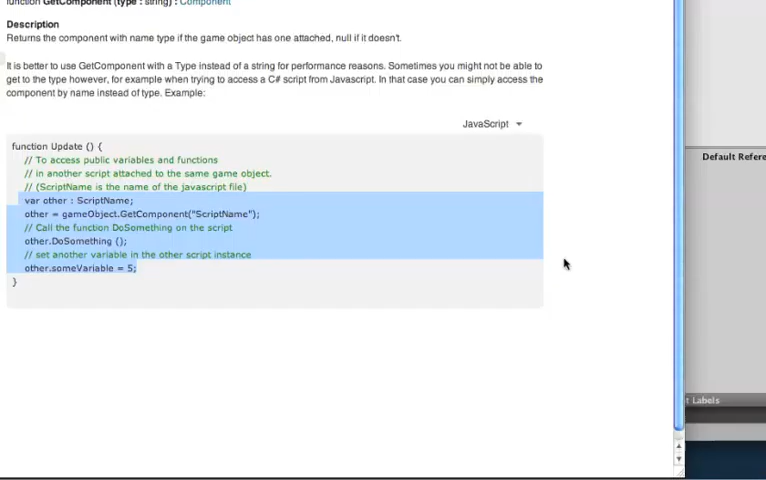 function GetComponent (type : string) : Component
Description
Returns the component with name type if the game object has one attached, null if it doesn't.
It is better to use GetComponent with a Type instead of a string for performance reasons. Sometimes you might not be able to
get to the type however, for example when trying to access a C# script from Javascript. In that case you can simply access the
component by name instead of type. Example:
JavaScript
function Update () {
// To access public variables and functions
// in another script attached to the same game object.
// (ScriptName is the name of the javascript file)
var other : ScriptName;
other = gameObject.GetComponent("ScriptName");
// Call the function DoSomething on the script
other.DoSomething ();
// set another variable in the other script instance
other.someVariable = 5;
}
Default Refere
t Labels